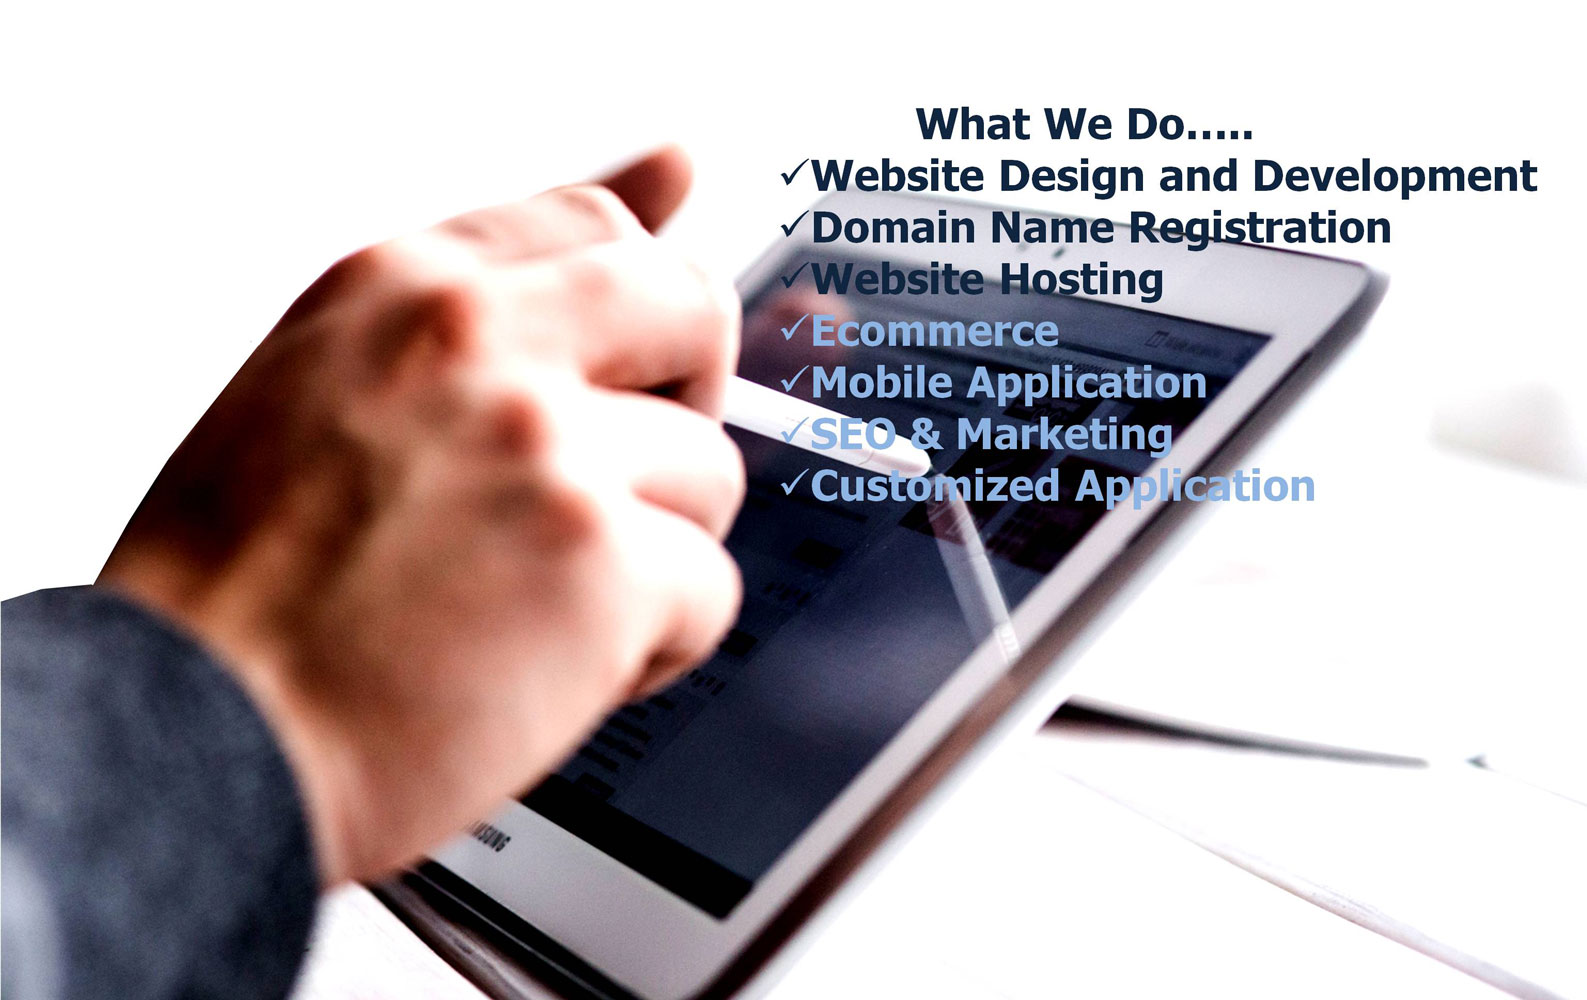 What We Do.....
✓Website Design and Development
✓Domain Name Registration
✓Website Hosting
✓Ecommerce
✓Mobile Application
✓SEO & Marketing
✓Customized Application
SAMSUNG